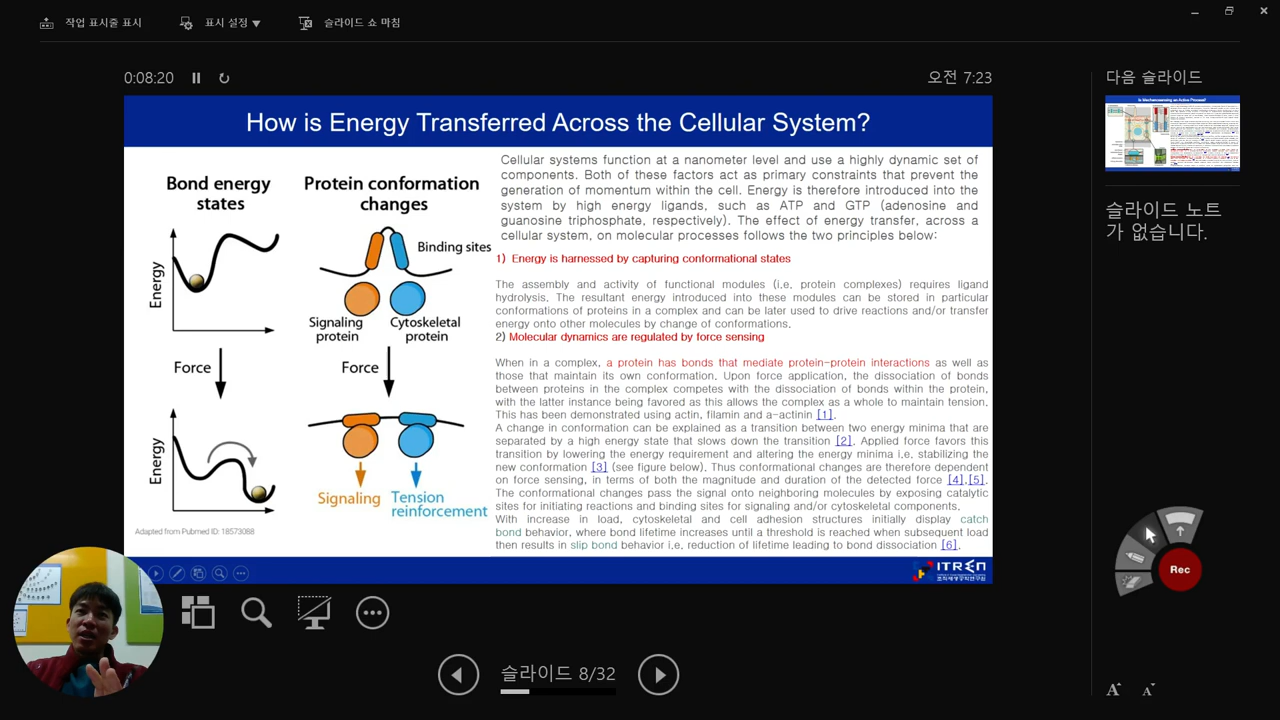 작업 표시줄 표시
표시 설정 ▼
슬라이드 쇼 마침
0:08:20
오전 7:23
다음 슬라이드
How is Energy Transferred Across the Cellular System?
Is Mechanosensing an Active Process?
슬라이드 노트
가 없습니다.
Bond energy
states
Energy
Force
Energy
Adapted from Pubmed ID: 18573088
Protein conformation
changes
Binding sites
Signaling
protein
Cytoskeletal
protein
Force
Signaling
Tension
reinforcement
Cellular systems function at a nanometer level and use a highly dynamic set of
components. Both of these factors act as primary constraints that prevent the
generation of momentum within the cell. Energy is therefore introduced into the
system by high energy ligands, such as ATP and GTP (adenosine and
guanosine triphosphate, respectively). The effect of energy transfer, across a
cellular system, on molecular processes follows the two principles below:
1) Energy is harnessed by capturing conformational states
The assembly and activity of functional modules (i.e. protein complexes) requires ligand
hydrolysis. The resultant energy introduced into these modules can be stored in particular
conformations of proteins in a complex and can be later used to drive reactions and/or transfer
energy onto other molecules by change of conformations.
2) Molecular dynamics are regulated by force sensing
When in a complex, a protein has bonds that mediate protein-protein interactions as well as
those that maintain its own conformation. Upon force application, the dissociation of bonds
between proteins in the complex competes with the dissociation of bonds within the protein,
with the latter instance being favored as this allows the complex as a whole to maintain tension.
This has been demonstrated using actin, filamin and a-actinin [1].
A change in conformation can be explained as a transition between two energy minima that are
separated by a high energy state that slows down the transition [2]. Applied force favors this
transition by lowering the energy requirement and altering the energy minima i.e. stabilizing the
new conformation [3] (see figure below). Thus conformational changes are therefore dependent
on force sensing, in terms of both the magnitude and duration of the detected force [4],[5].
The conformational changes pass the signal onto neighboring molecules by exposing catalytic
sites for initiating reactions and binding sites for signaling and/or cytoskeletal components.
With increase in load, cytoskeletal and cell adhesion structures initially display catch
bond behavior, where bond lifetime increases until a threshold is reached when subsequent load
then results in slip bond behavior i.e, reduction of lifetime leading to bond dissociation [6].
ITREN
조직재생공학연구원
Rec
슬라이드 8/32
A
A